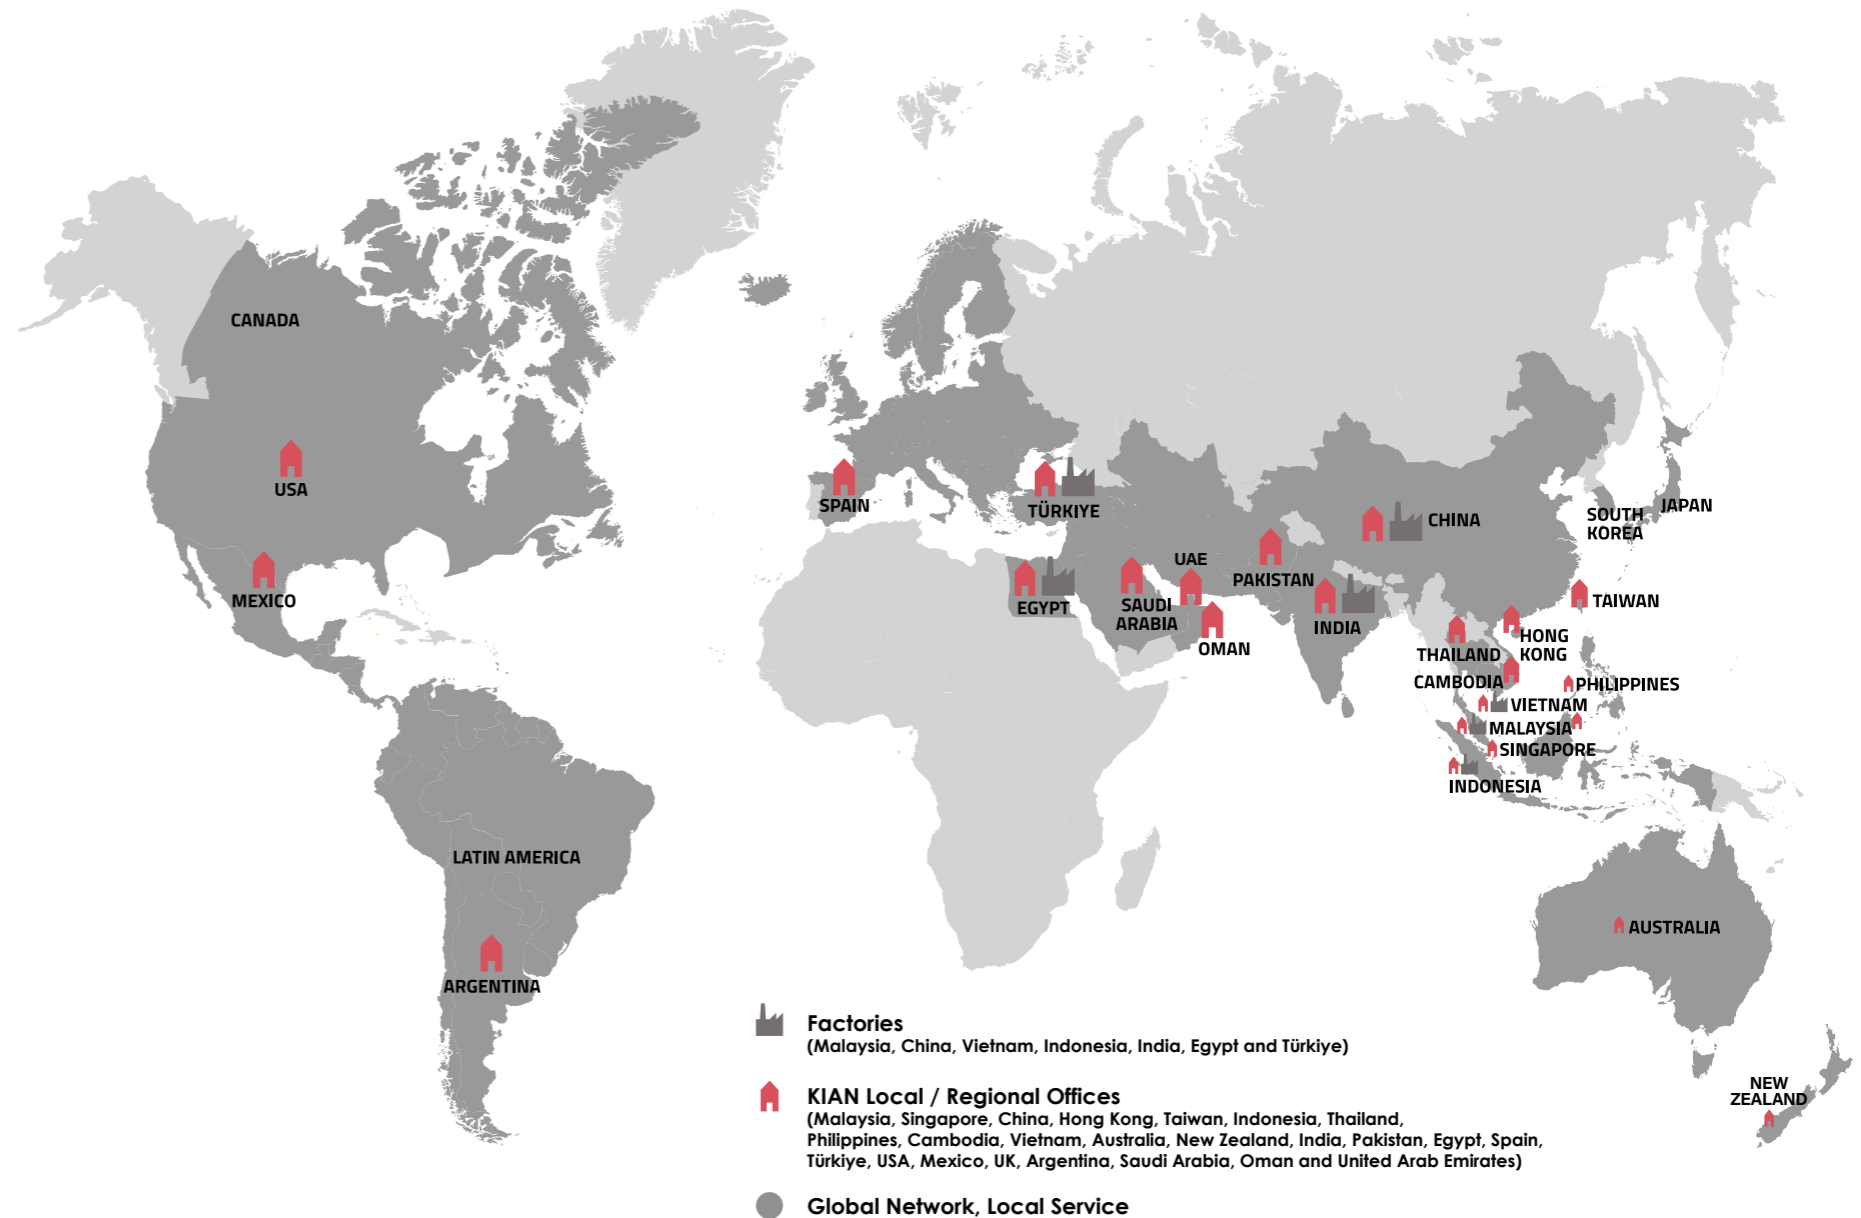 CANADA
USA
MEXICO
LATIN AMERICA
ARGENTINA
SPAIN
TÜRKIYE
EGYPT
SAUDI
ARABIA
UAE
OMAN
PAKISTAN
INDIA
CHINA
SOUTH
KOREA
JAPAN
TAIWAN
HONG
KONG
THAILAND
CAMBODIA
PHILIPPINES
VIETNAM
MALAYSIA
SINGAPORE
INDONESIA
AUSTRALIA
NEW
ZEALAND
Factories
(Malaysia, China, Vietnam, Indonesia, India, Egypt and Türkiye)
KIAN Local / Regional Offices
(Malaysia, Singapore, China, Hong Kong, Taiwan, Indonesia, Thailand,
Philippines, Cambodia, Vietnam, Australia, New Zealand, India, Pakistan, Egypt, Spain,
Türkiye, USA, Mexico, UK, Argentina, Saudi Arabia, Oman and United Arab Emirates)
Global Network, Local Service